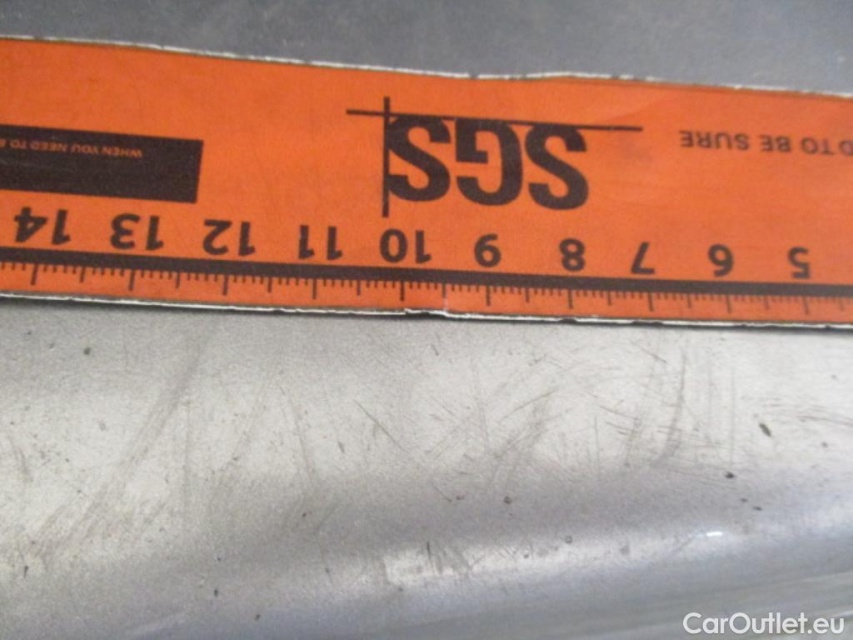 SGS
D TO BE SURE
WHEN YOU NEED TO
5 6 7 8 9 10 11 12 13 14
CarOutlet.eu